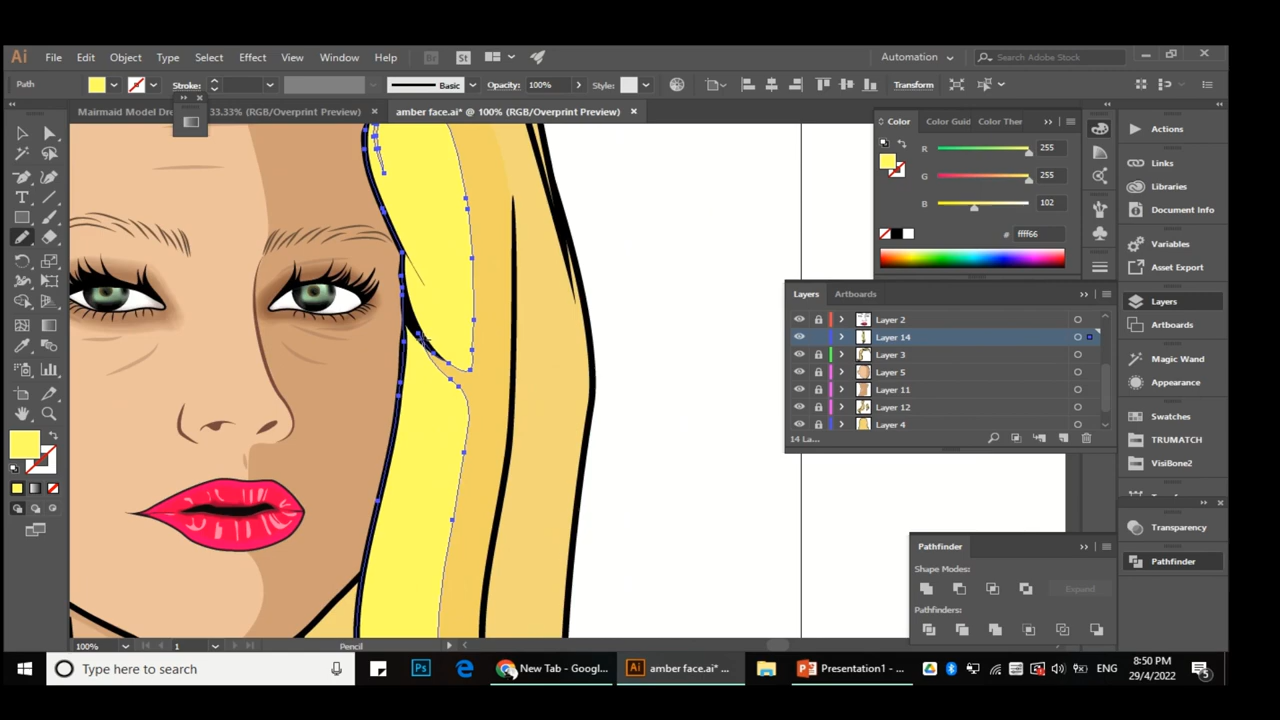 Ai File Edit Object Type Select Effect View Window Help Br St Automation Search Adobe Stock
Path Stroke: Basic Opacity: 100% Style: Transform
Mairmaid Model Dre 33.33% (RGB/Overprint Preview) amber face.ai* @ 100% (RGB/Overprint Preview)
Color Color Guid Color Ther
R 255
G 255
B 102
# ffff66
Layers Artboards
Layer 2
Layer 14
Layer 3
Layer 5
Layer 11
Layer 12
Layer 4
14 La...
Pathfinder
Shape Modes:
Expand
Pathfinders:
Actions
Links
Libraries
Document Info
Variables
Asset Export
Layers
Artboards
Magic Wand
Appearance
Swatches
TRUMATCH
VisiBone2
Transparency
Pathfinder
100% 1 Pencil
Type here to search Ps New Tab - Googl... Ai amber face.ai* ... Presentation1 - ... ENG 8:50 PM
29/4/2022 5